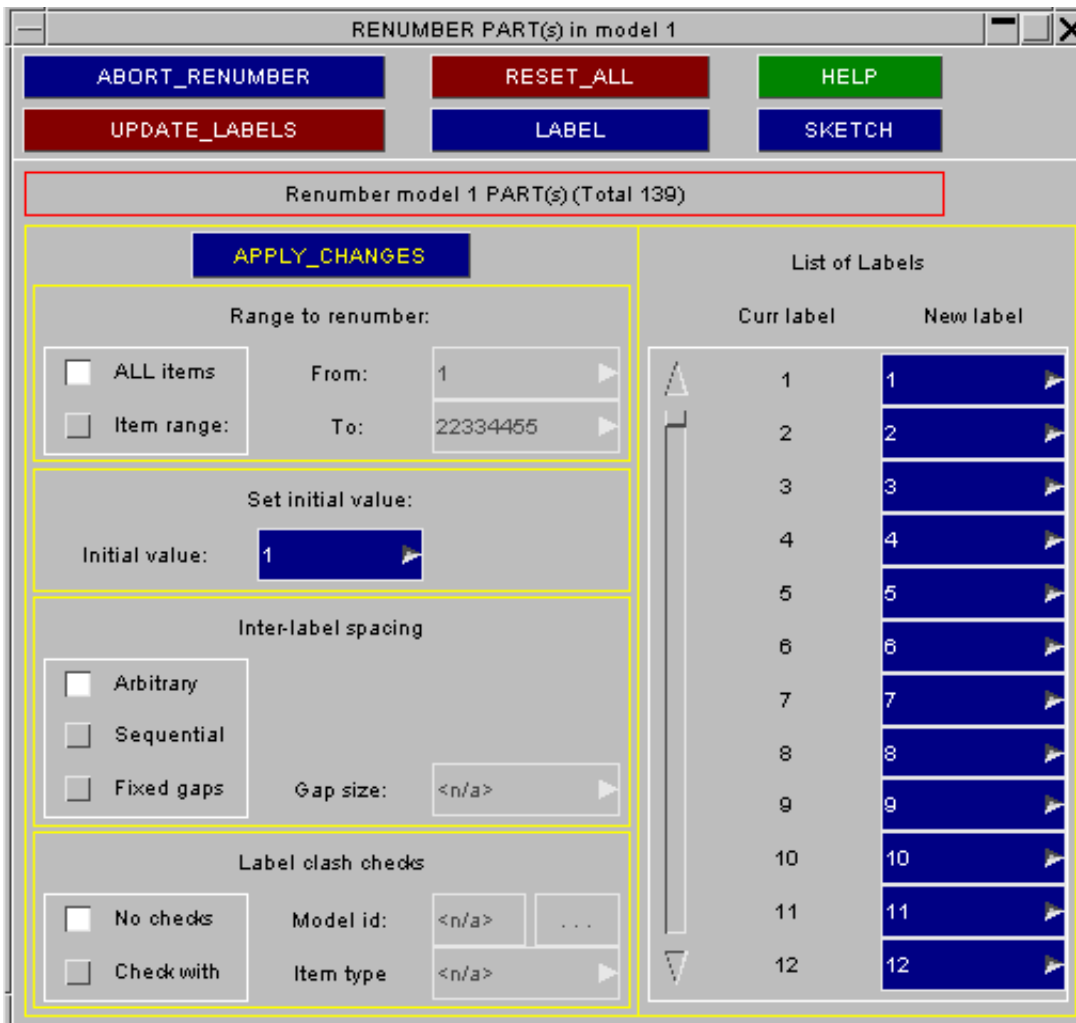 RENUMBER PART(s) in model 1
ABORT_RENUMBER RESET_ALL HELP
UPDATE_LABELS LABEL SKETCH
Renumber model 1 PART(s) (Total 139)
APPLY_CHANGES
Range to renumber:
ALL items From: 1
Item range: To: 22334455
Set initial value:
Initial value: 1
Inter-label spacing
Arbitrary
Sequential
Fixed gaps Gap size: <n/a>
Label clash checks
No checks Model id: <n/a> . . .
Check with Item type <n/a>
List of Labels
Curr label New label
1 1
2 2
3 3
4 4
5 5
6 6
7 7
8 8
9 9
10 10
11 11
12 12